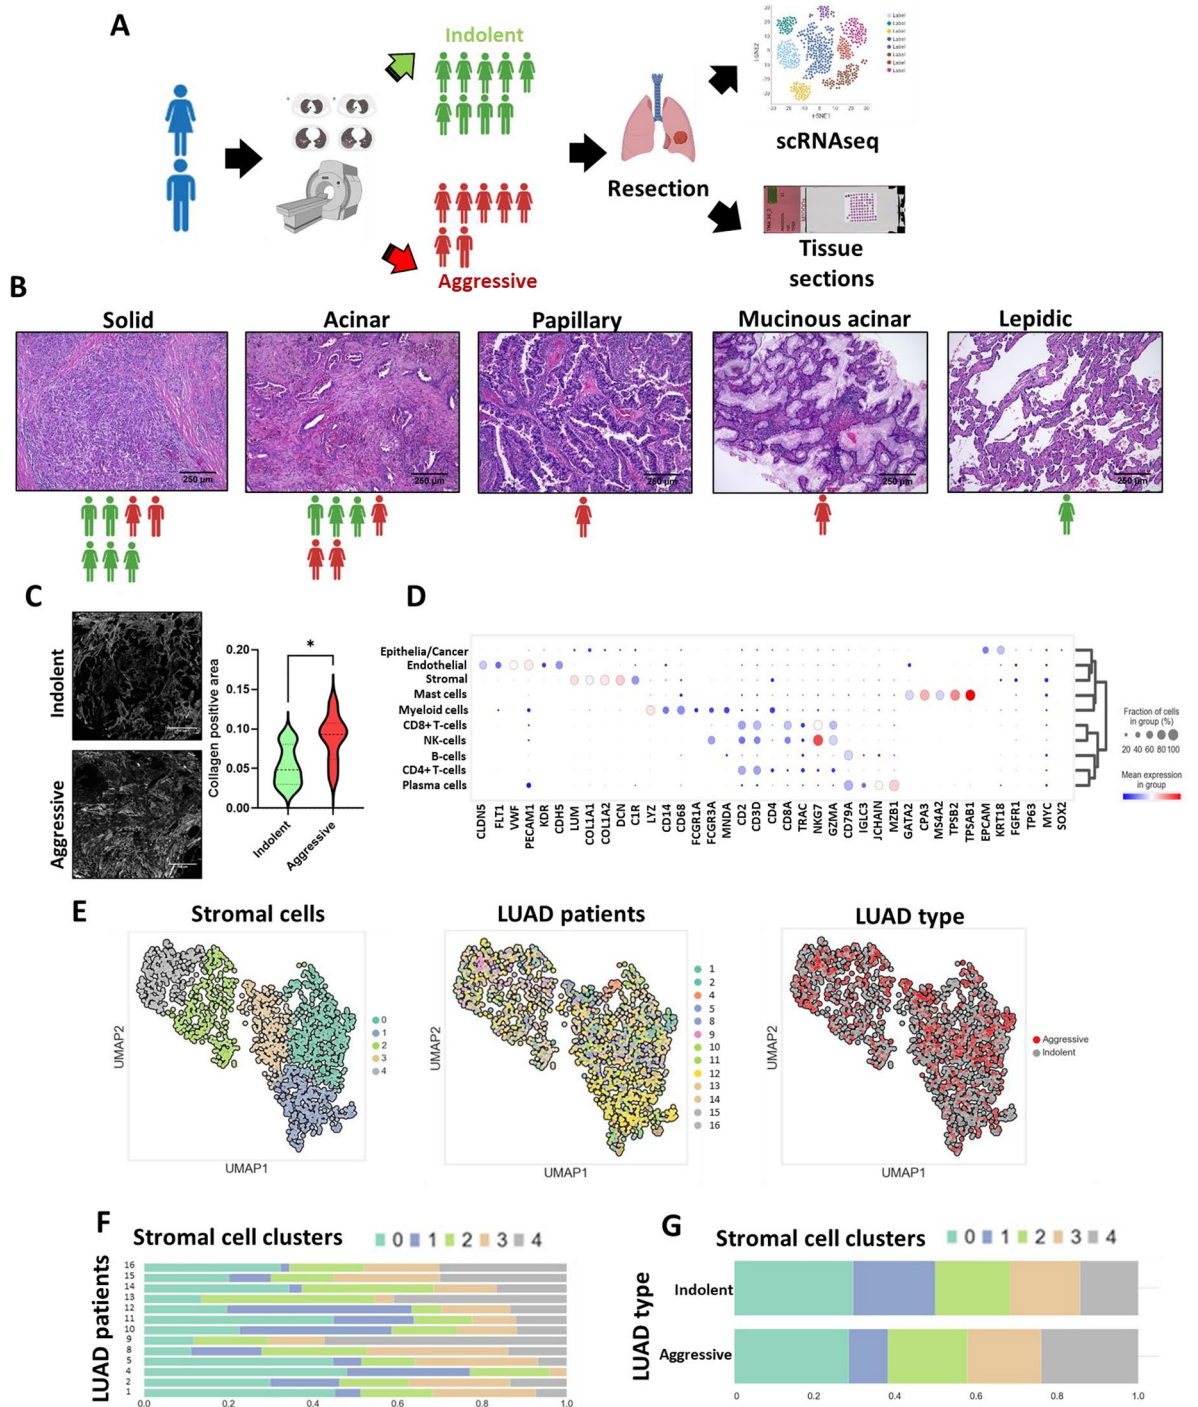 A
Indolent
Aggressive
Resection
t-SNE2
t-SNE1
Label
Label
Label
Label
Label
Label
Label
Label
scRNAseq
Tissue
sections
B
Solid
Acinar
Papillary
Mucinous acinar
Lepidic
250 µm
250 µm
250 µm
250 µm
250 µm
C
Indolent
Aggressive
Collagen positive area
0.20
0.15
0.10
0.05
0.00
*
Indolent
Aggressive
D
Epithelia/Cancer
Endothelial
Stromal
Mast cells
Myeloid cells
CD8+ T-cells
NK-cells
B-cells
CD4+ T-cells
Plasma cells
CLDN5
FLT1
VWF
PECAM1
KDR
CDH5
LUM
COL1A1
COL1A2
DCN
C1R
LYZ
CD14
CD68
FCGR1A
FCGR3A
MNDA
CD2
CD3D
CD4
CD8A
TRAC
NKG7
GZMA
CD79A
IGLC3
JCHAIN
MZB1
GATA2
CPA3
MS4A2
TPSB2
TPSAB1
EPCAM
KRT18
FGFR1
TP63
MYC
SOX2
Fraction of cells
in group (%)
20 40 60 80 100
Mean expression
in group
E
Stromal cells
UMAP2
UMAP1
0
1
2
3
4
LUAD patients
UMAP2
UMAP1
1
2
4
5
8
9
10
11
12
13
14
15
16
LUAD type
UMAP2
UMAP1
Aggressive
Indolent
F
Stromal cell clusters
0 1 2 3 4
LUAD patients
16
15
14
13
12
11
10
9
8
5
4
2
1
0.0 0.2 0.4 0.6 0.8 1.0
G
Stromal cell clusters
0 1 2 3 4
LUAD type
Indolent
Aggressive
0 0.2 0.4 0.6 0.8 1.0